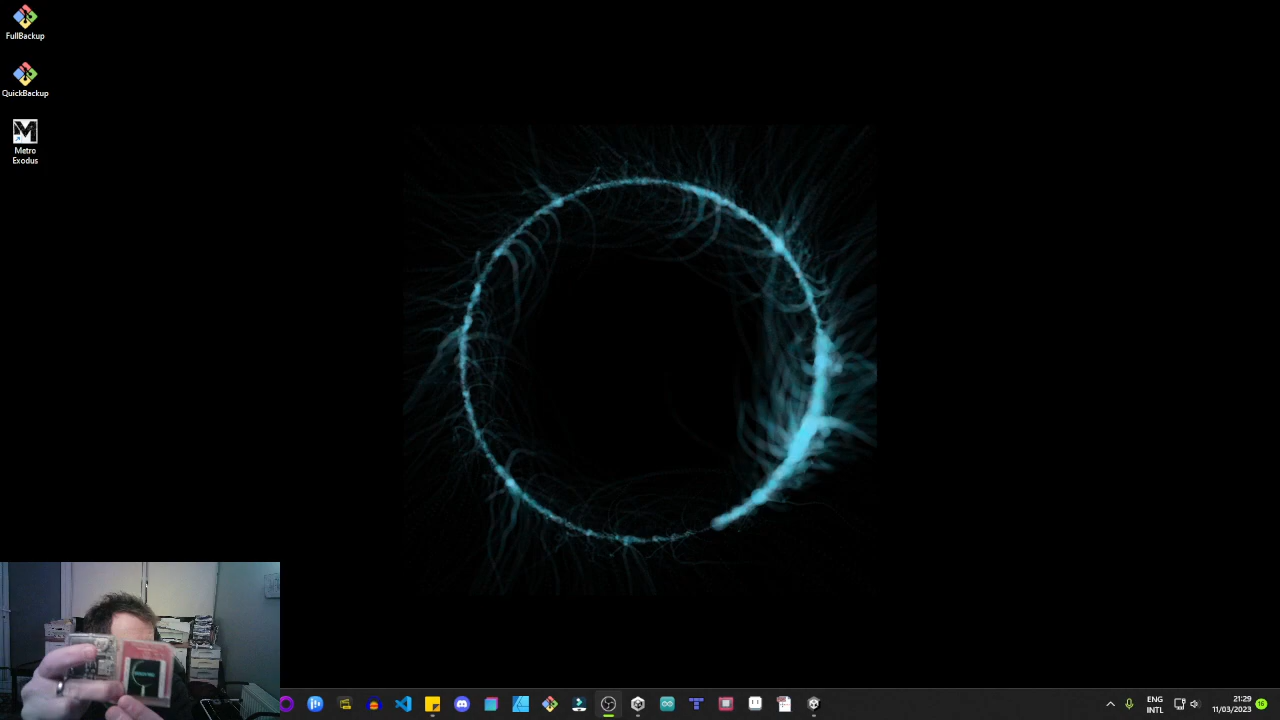 FullBackup
QuickBackup
Metro
Exodus
ENG
INTL
21:29
11/03/2023